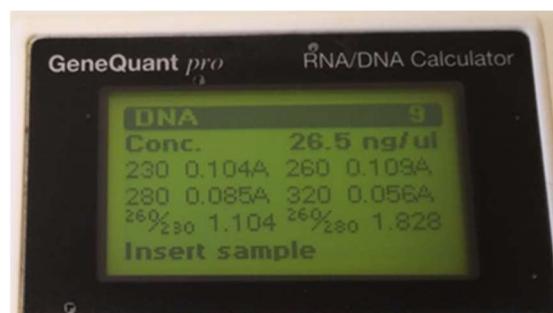 GeneQuant pro RNA/DNA Calculator
DNA 9
Conc. 26.5 ng/ul
230 0.104A 260 0.109A
280 0.085A 320 0.056A
260/230 1.104 260/280 1.828
Insert sample